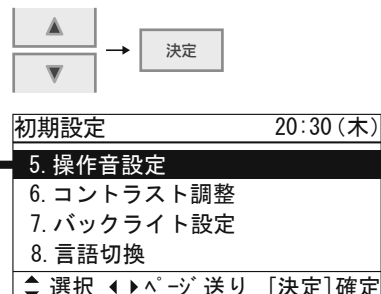 ▲
▼
→ 決定
初期設定 20:30(木)
5.操作音設定
6.コントラスト調整
7.バックライト設定
8.言語切換
選択 ページ送り [決定]確定